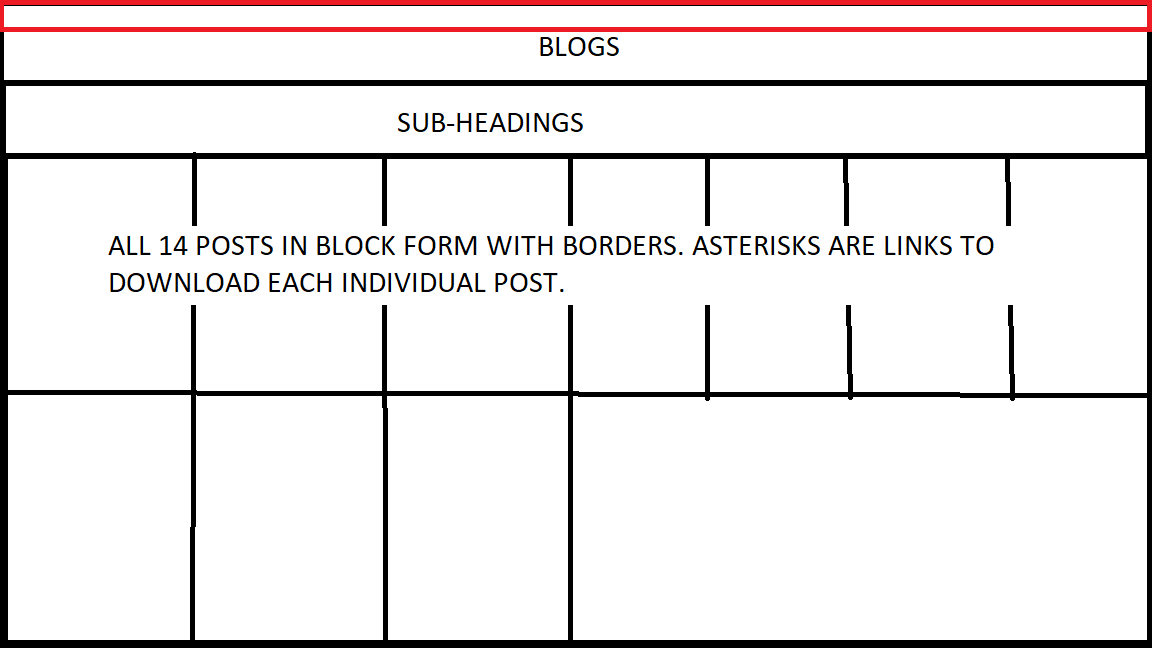 BLOGS
SUB-HEADINGS
ALL 14 POSTS IN BLOCK FORM WITH BORDERS. ASTERISKS ARE LINKS TO
DOWNLOAD EACH INDIVIDUAL POST.